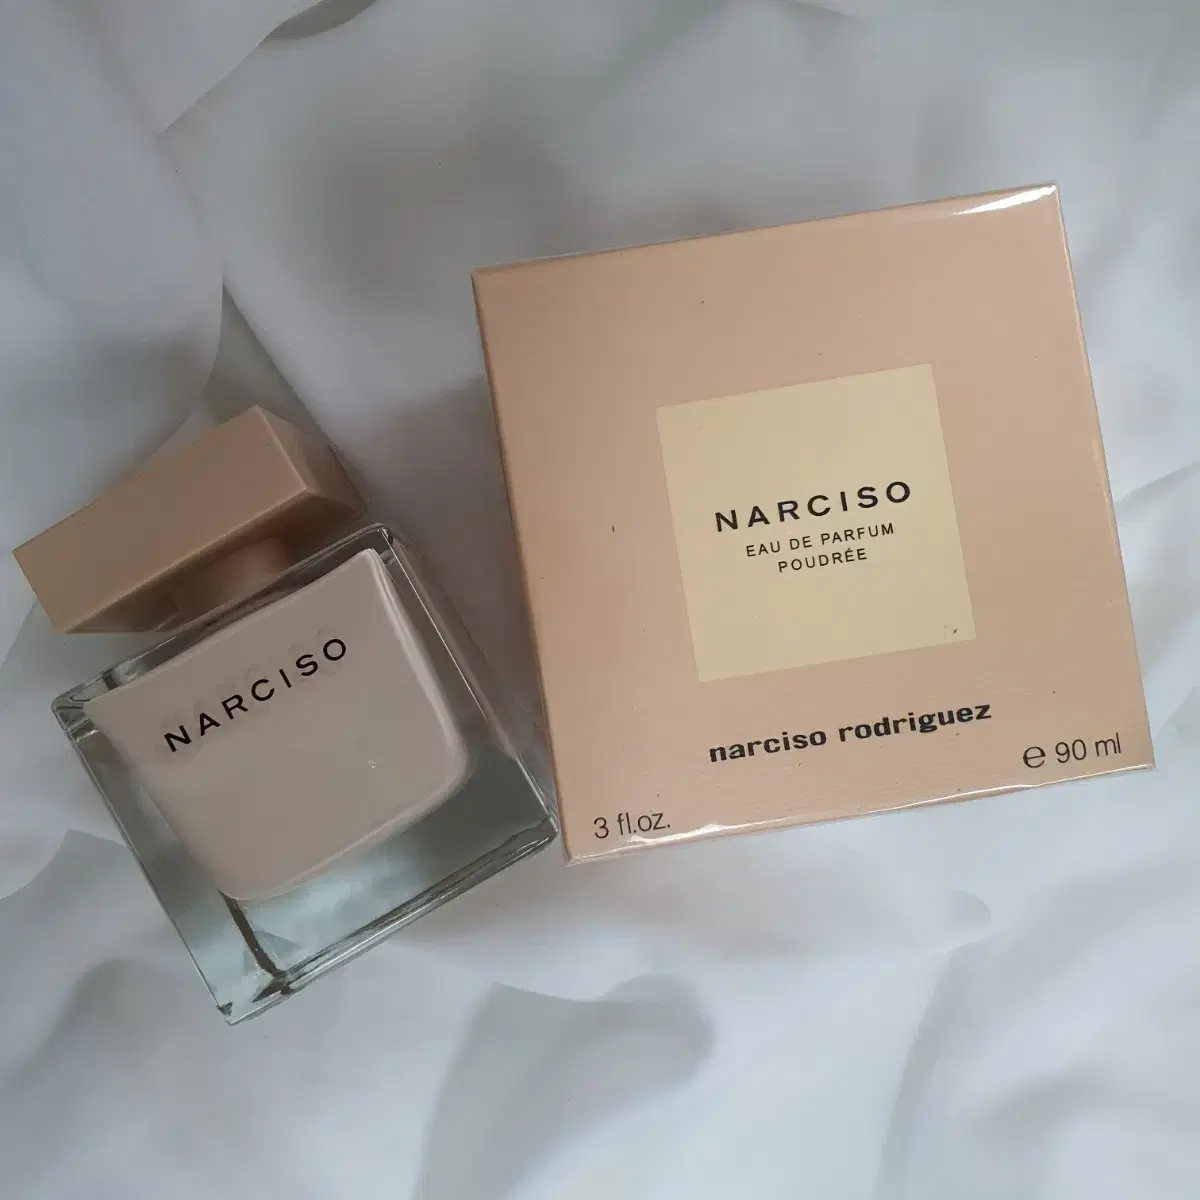 NARCISO
NARCISO
EAU DE PARFUM
POUDRÉE
narciso rodriguez
3 fl.oz.
℮ 90 ml